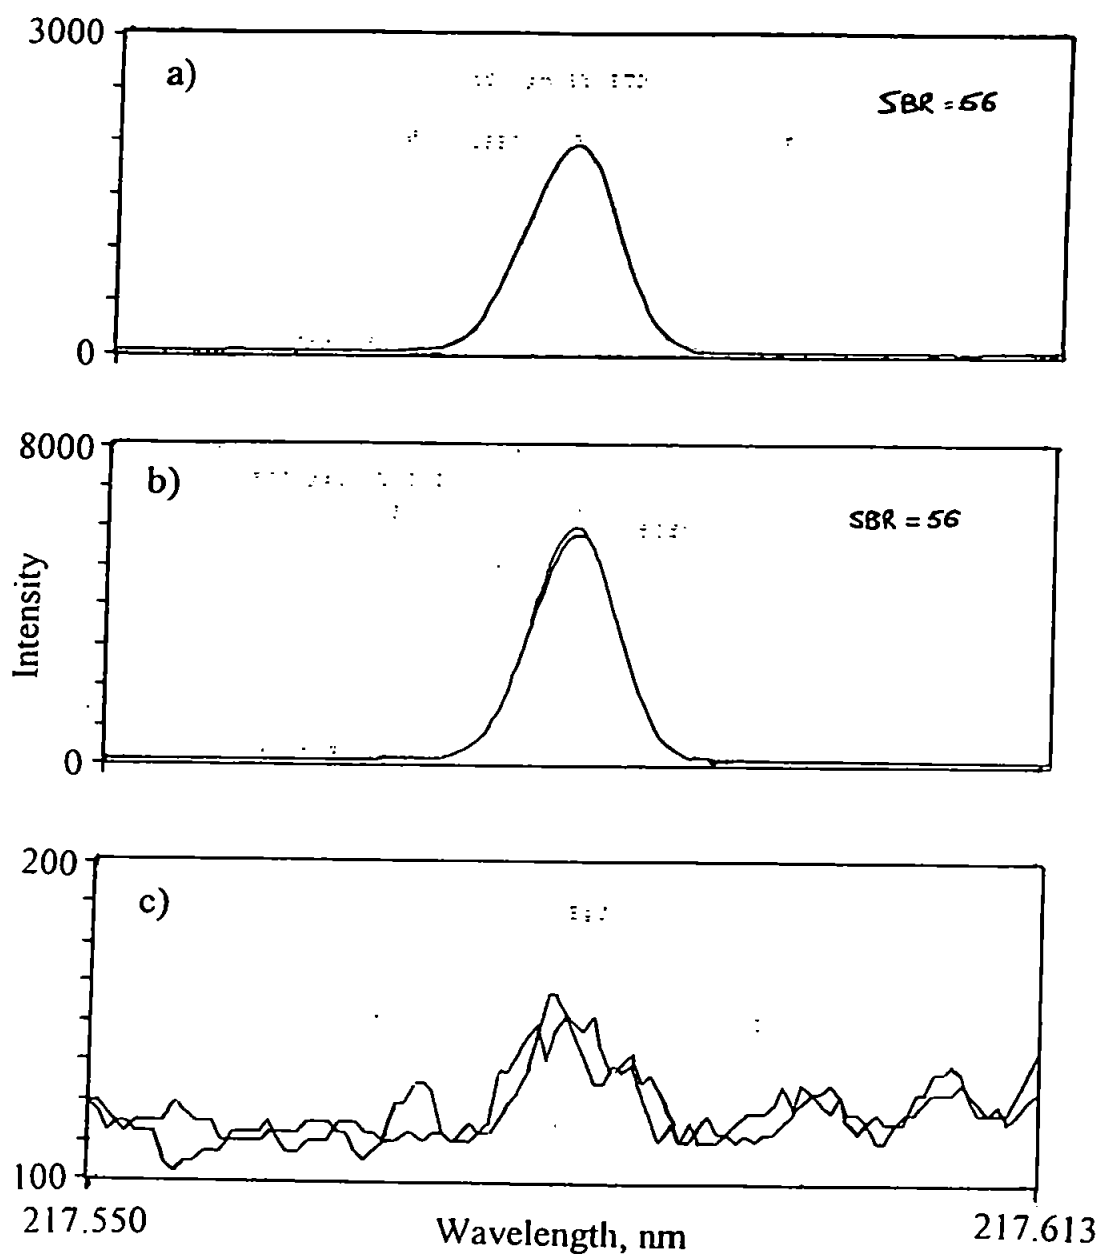 3000
a)
SBR = 56
0
8000
b)
SBR = 56
Intensity
0
200
c)
100
217.550
Wavelength, nm
217.613